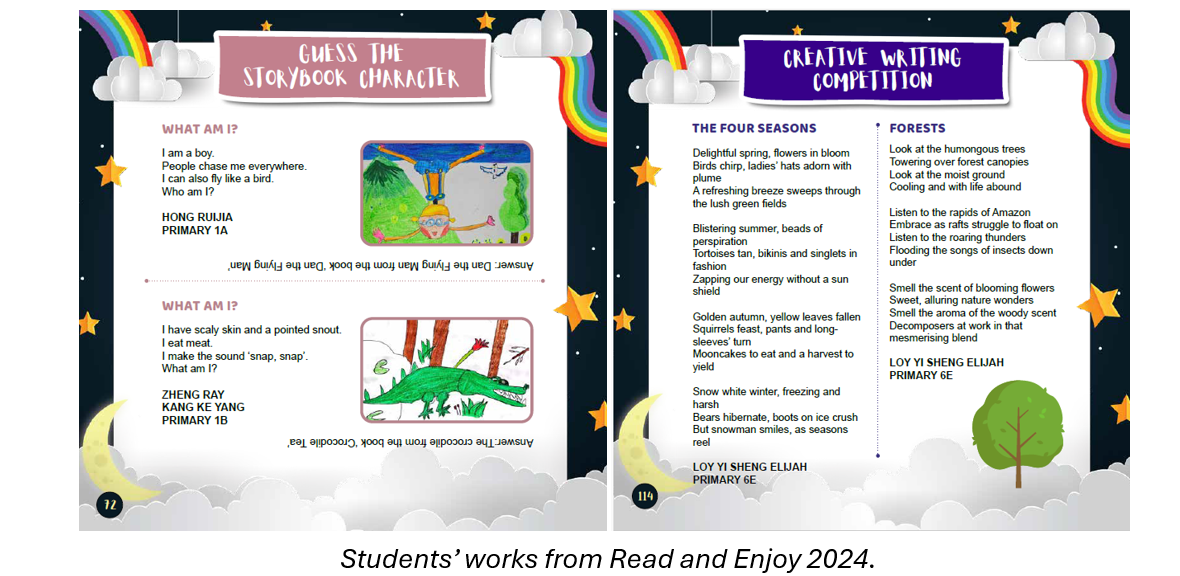 GUESS THE
STORYBOOK CHARACTER
WHAT AM I?
I am a boy.
People chase me everywhere.
I can also fly like a bird.
Who am I?
HONG RUIJIA
PRIMARY 1A
Answer: Dan the Flying Man from the book 'Dan the Flying Man'.
WHAT AM I?
I have scaly skin and a pointed snout.
I eat meat.
I make the sound 'snap, snap'.
What am I?
ZHENG RAY
KANG KE YANG
PRIMARY 1B
Answer:The crocodile from the book 'Crocodile Tea'.
72
CREATIVE WRITING
COMPETITION
THE FOUR SEASONS
Delightful spring, flowers in bloom
Birds chirp, ladies' hats adorn with
plume
A refreshing breeze sweeps through
the lush green fields
Blistering summer, beads of
perspiration
Tortoises tan, bikinis and singlets in
fashion
Zapping our energy without a sun
shield
Golden autumn, yellow leaves fallen
Squirrels feast, pants and long-
sleeves' turn
Mooncakes to eat and a harvest to
yield
Snow white winter, freezing and
harsh
Bears hibernate, boots on ice crush
But snowman smiles, as seasons
reel
LOY YI SHENG ELIJAH
PRIMARY 6E
FORESTS
Look at the humongous trees
Towering over forest canopies
Look at the moist ground
Cooling and with life abound
Listen to the rapids of Amazon
Embrace as rafts struggle to float on
Listen to the roaring thunders
Flooding the songs of insects down
under
Smell the scent of blooming flowers
Sweet, alluring nature wonders
Smell the aroma of the woody scent
Decomposers at work in that
mesmerising blend
LOY YI SHENG ELIJAH
PRIMARY 6E
114
Students' works from Read and Enjoy 2024.